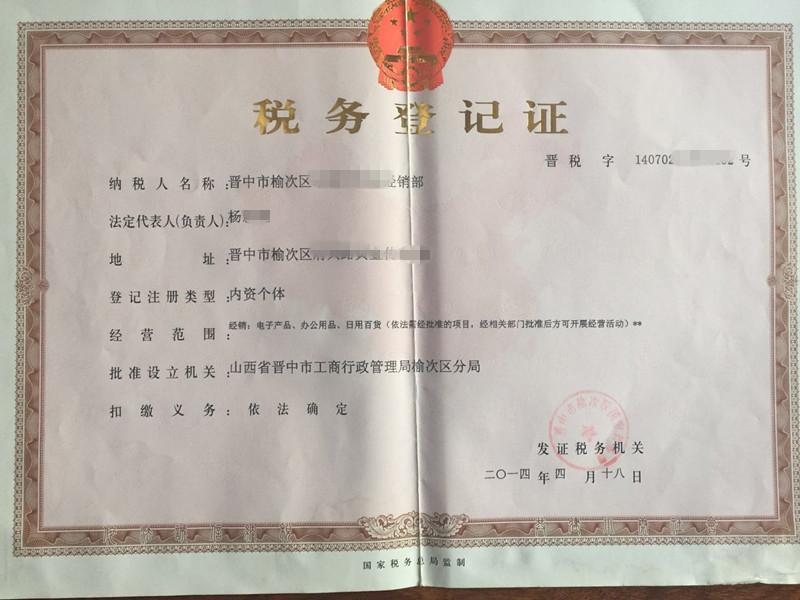 税务登记证
晋税字 140702 号
纳税人名称：晋中市榆次区 经销部
法定代表人(负责人)：杨
地址：晋中市榆次区
登记注册类型：内资个体
经营范围：经销：电子产品、办公用品、日用百货（依法需经批准的项目，经相关部门批准后方可开展经营活动）**
批准设立机关：山西省晋中市工商行政管理局榆次区分局
扣缴义务：依法确定
发证税务机关
二〇一四年四月十八日
国家税务总局监制